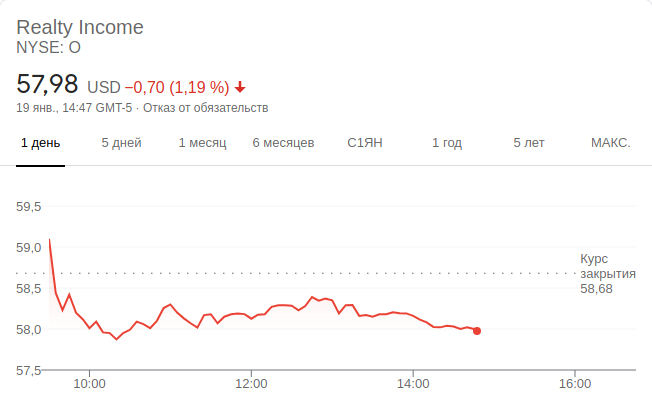 Realty Income
NYSE: O
57,98 USD −0,70 (1,19 %)
19 янв., 14:47 GMT-5 · Отказ от обязательств
1 день 5 дней 1 месяц 6 месяцев С1ЯН 1 год 5 лет МАКС.
59,5
59,0
58,5
58,0
57,5
Курс
закрытия
58,68
10:00 12:00 14:00 16:00